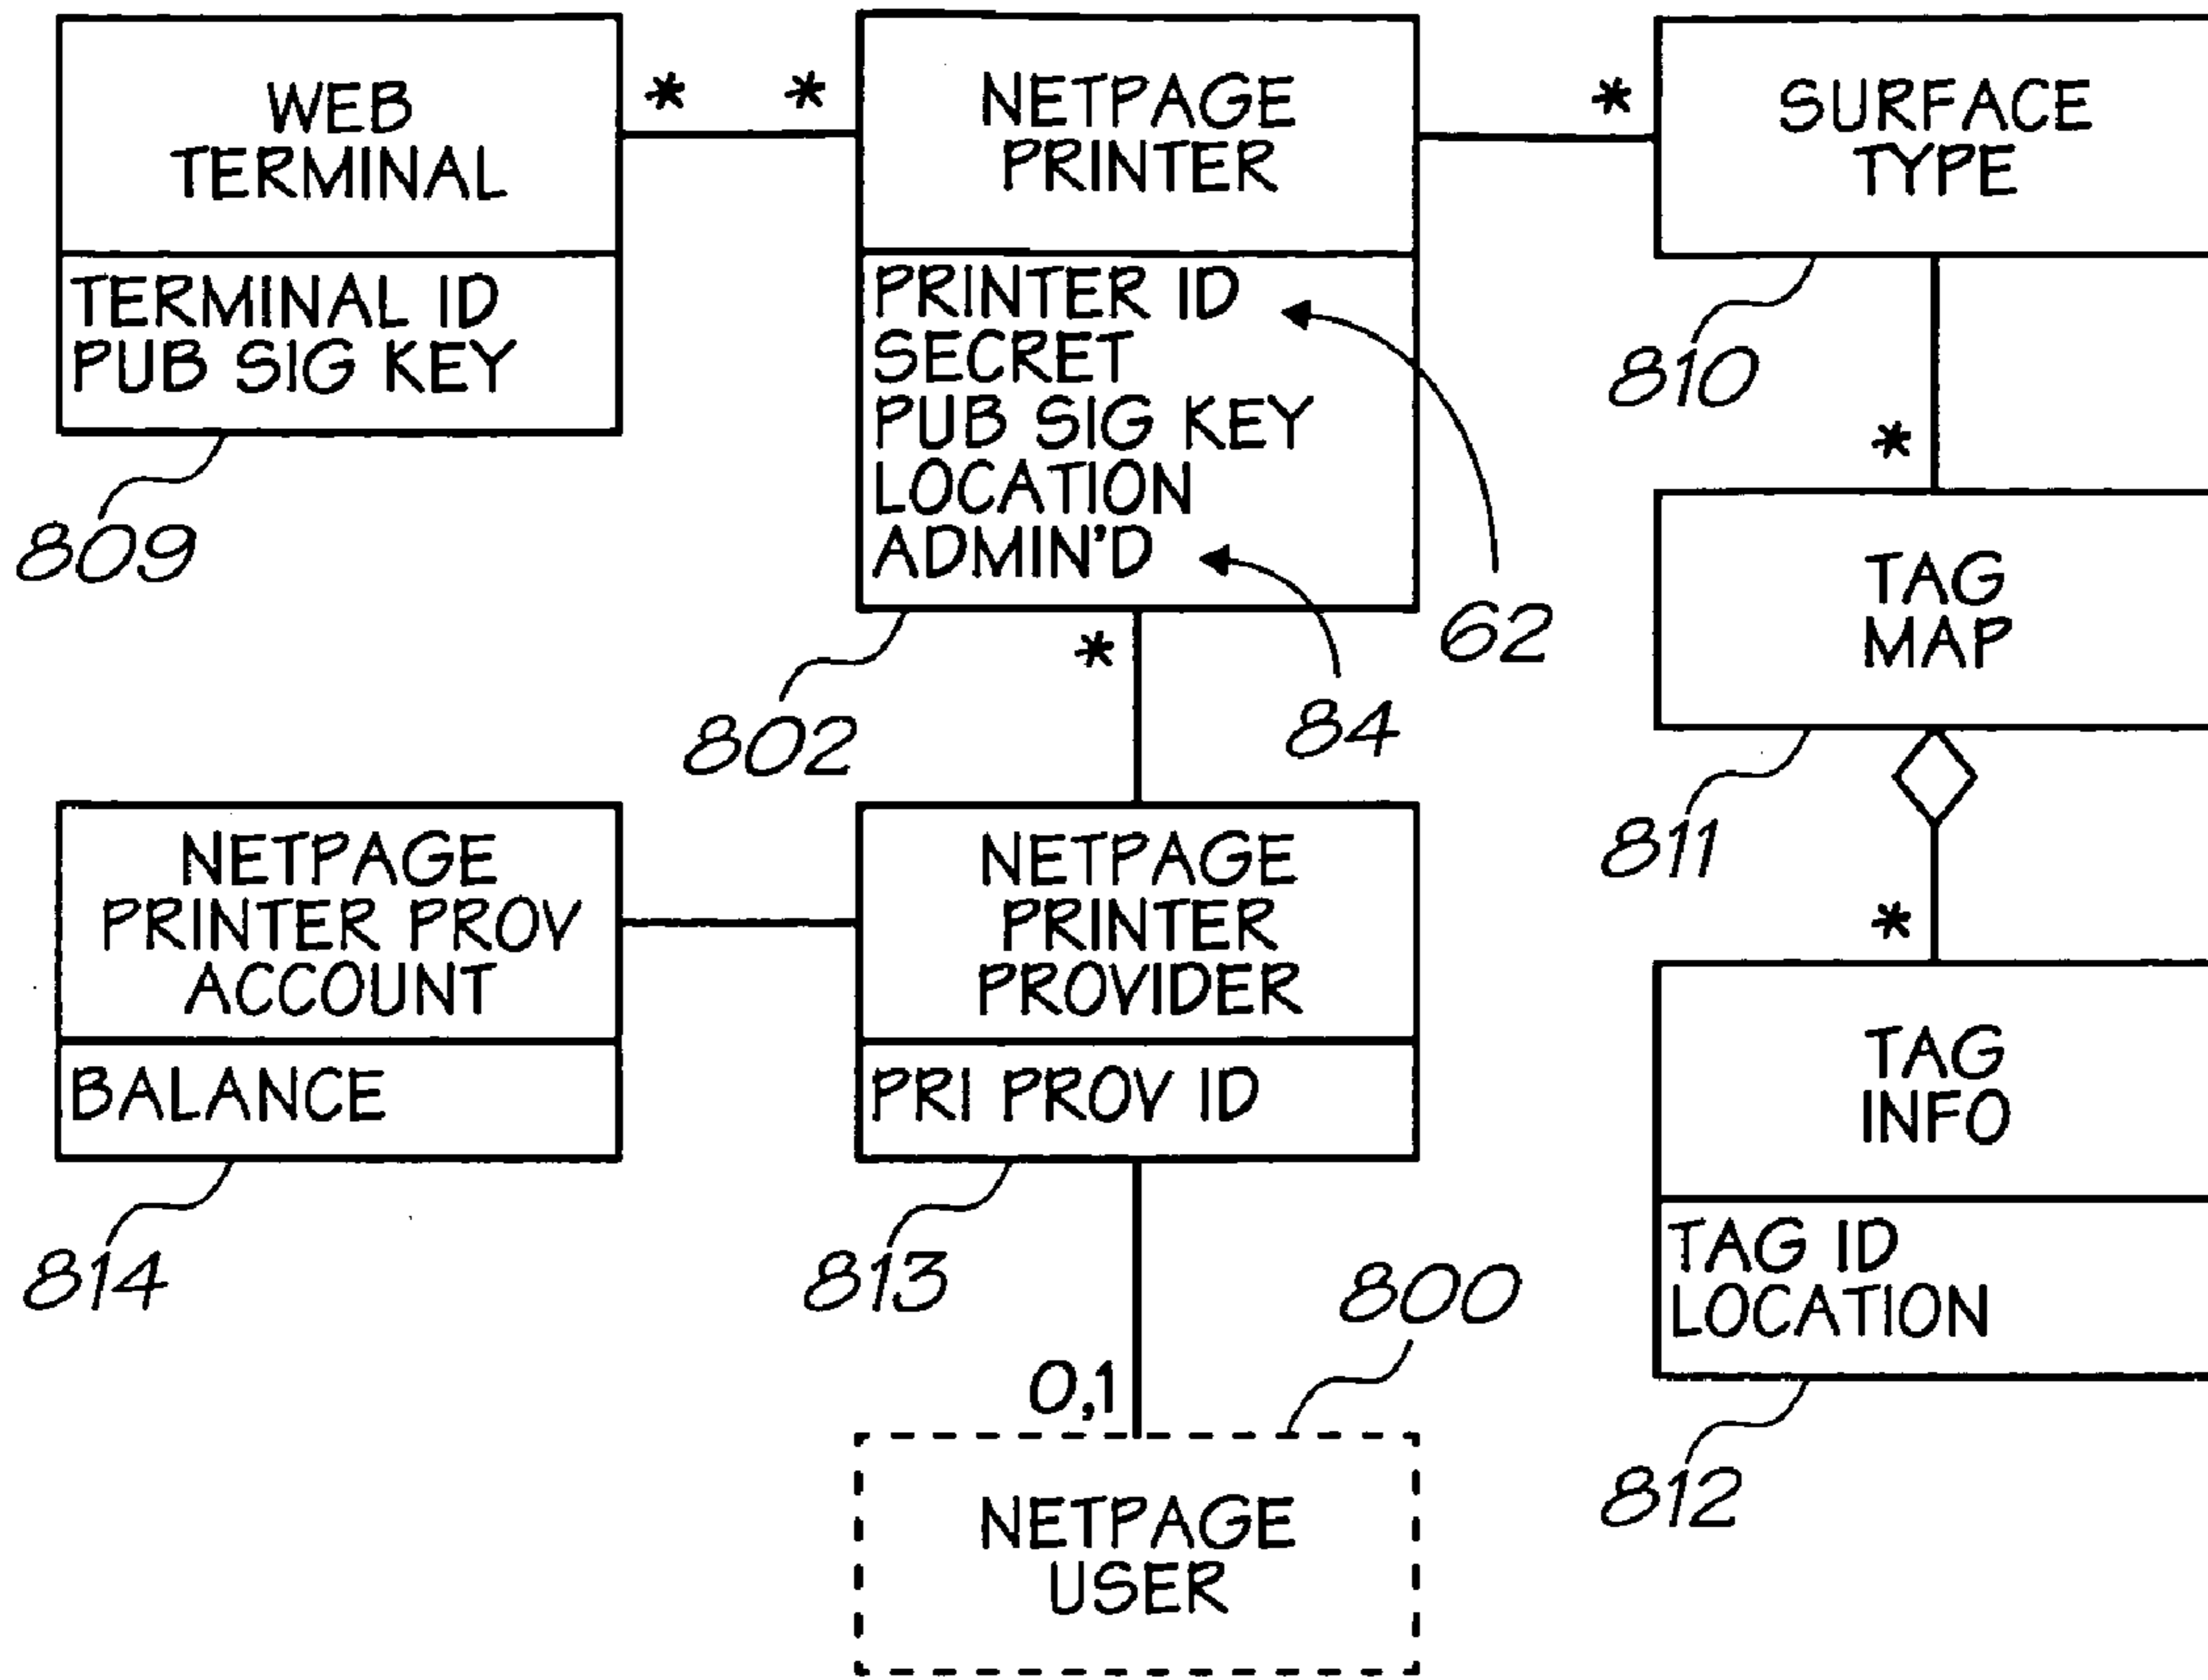 WEB
TERMINAL
TERMINAL ID
PUB SIG KEY
809
*
*
NETPAGE
PRINTER
PRINTER ID
SECRET
PUB SIG KEY
LOCATION
ADMIN'D
62
84
802
*
*
SURFACE
TYPE
810
*
TAG
MAP
811
*
TAG
INFO
TAG ID
LOCATION
812
NETPAGE
PRINTER PROV
ACCOUNT
BALANCE
814
NETPAGE
PRINTER
PROVIDER
PRI PROV ID
813
800
0,1
NETPAGE
USER